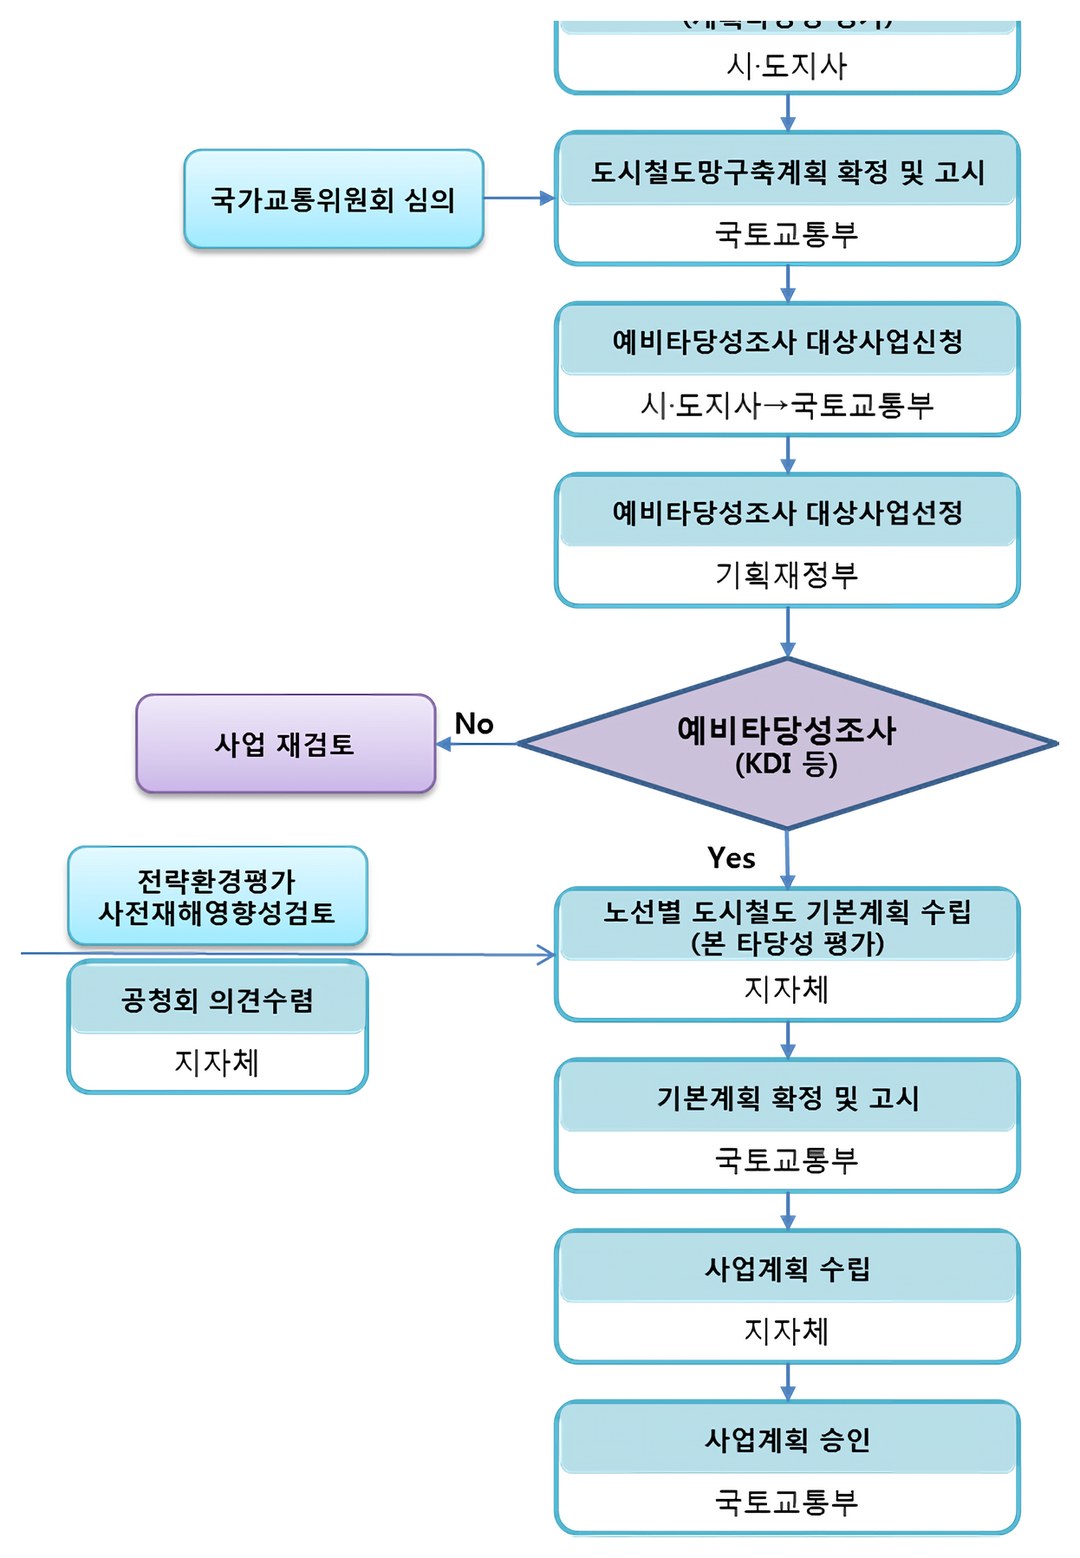 시·도지사
국가교통위원회 심의
도시철도망구축계획 확정 및 고시
국토교통부
예비타당성조사 대상사업신청
시·도지사→국토교통부
예비타당성조사 대상사업선정
기획재정부
예비타당성조사
(KDI 등)
No
사업 재검토
Yes
전략환경평가
사전재해영향성검토
공청회 의견수렴
지자체
노선별 도시철도 기본계획 수립
(본 타당성 평가)
지자체
기본계획 확정 및 고시
국토교통부
사업계획 수립
지자체
사업계획 승인
국토교통부